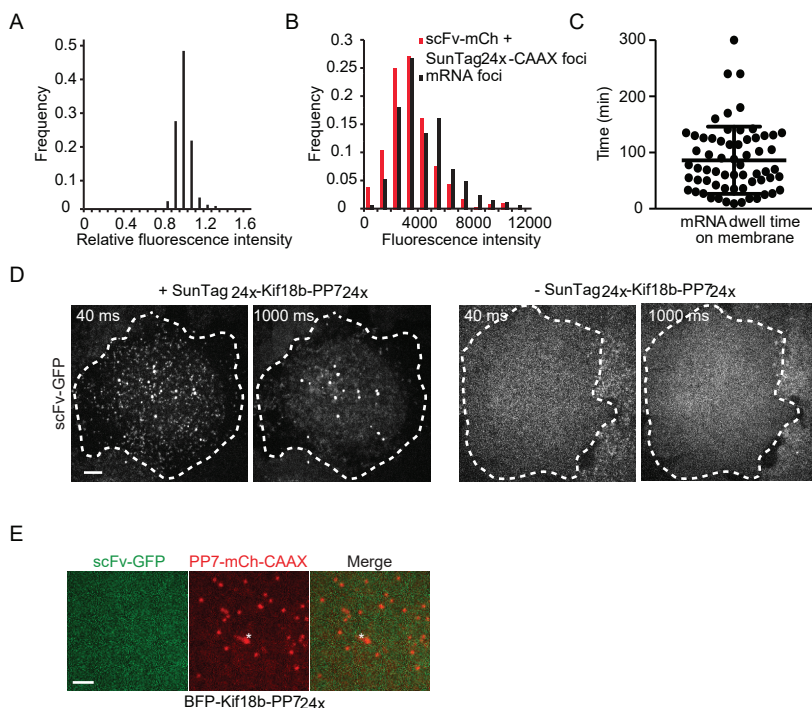 A
Frequency
0.5
0.4
0.3
0.2
0.1
0
0 0.4 0.8 1.2 1.6
Relative fluorescence intensity
B
Frequency
0.3
0.25
0.2
0.15
0.1
0.05
0
0 4000 8000 12000
Fluorescence intensity
scFv-mCh +
SunTag24x-CAAX foci
mRNA foci
C
Time (min)
300
200
100
0
mRNA dwell time
on membrane
D
+ SunTag24x-Kif18b-PP724x
- SunTag24x-Kif18b-PP724x
scFv-GFP
40 ms
1000 ms
40 ms
1000 ms
E
scFv-GFP PP7-mCh-CAAX Merge
*
*
BFP-Kif18b-PP724x